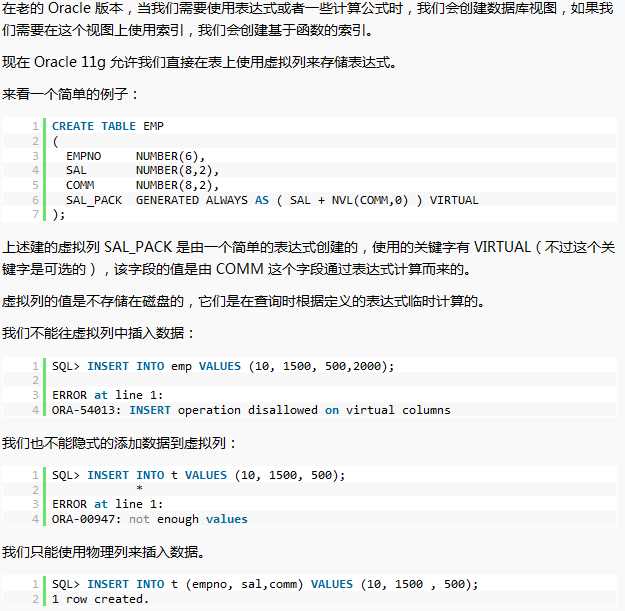 在老的 Oracle 版本，当我们需要使用表达式或者一些计算公式时，我们会创建数据库视图，如果我
们需要在这个视图上使用索引，我们会创建基于函数的索引。
现在 Oracle 11g 允许我们直接在表上使用虚拟列来存储表达式。
来看一个简单的例子：
1 CREATE TABLE EMP
2 (
3 EMPNO NUMBER(6),
4 SAL NUMBER(8,2),
5 COMM NUMBER(8,2),
6 SAL_PACK GENERATED ALWAYS AS ( SAL + NVL(COMM,0) ) VIRTUAL
7 );
上述建的虚拟列 SAL_PACK 是由一个简单的表达式创建的，使用的关键字有 VIRTUAL（不过这个关
键字是可选的），该字段的值是由 COMM 这个字段通过表达式计算而来的。
虚拟列的值是不存储在磁盘的，它们是在查询时根据定义的表达式临时计算的。
我们不能往虚拟列中插入数据：
1 SQL> INSERT INTO emp VALUES (10, 1500, 500,2000);
2
3 ERROR at line 1:
4 ORA-54013: INSERT operation disallowed on virtual columns
我们也不能隐式的添加数据到虚拟列：
1 SQL> INSERT INTO t VALUES (10, 1500, 500);
2 *
3 ERROR at line 1:
4 ORA-00947: not enough values
我们只能使用物理列来插入数据。
1 SQL> INSERT INTO t (empno, sal,comm) VALUES (10, 1500 , 500);
2 1 row created.